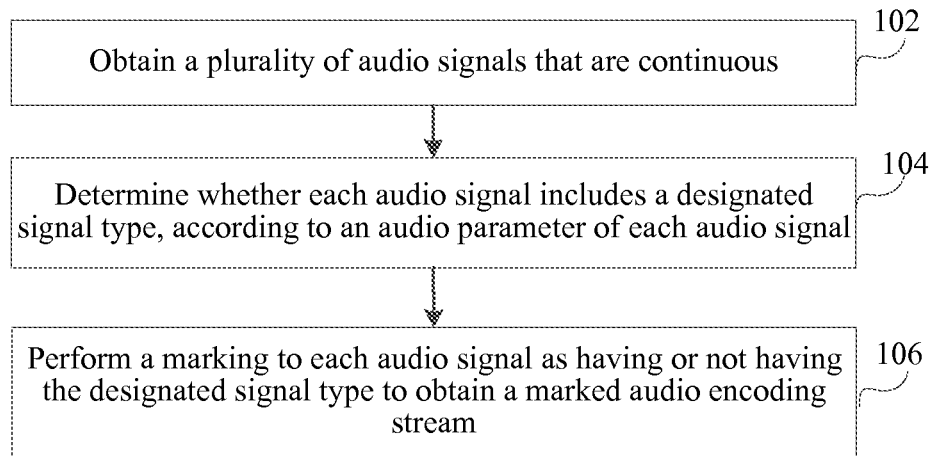 102
Obtain a plurality of audio signals that are continuous
104
Determine whether each audio signal includes a designated
signal type, according to an audio parameter of each audio signal
106
Perform a marking to each audio signal as having or not having
the designated signal type to obtain a marked audio encoding
stream